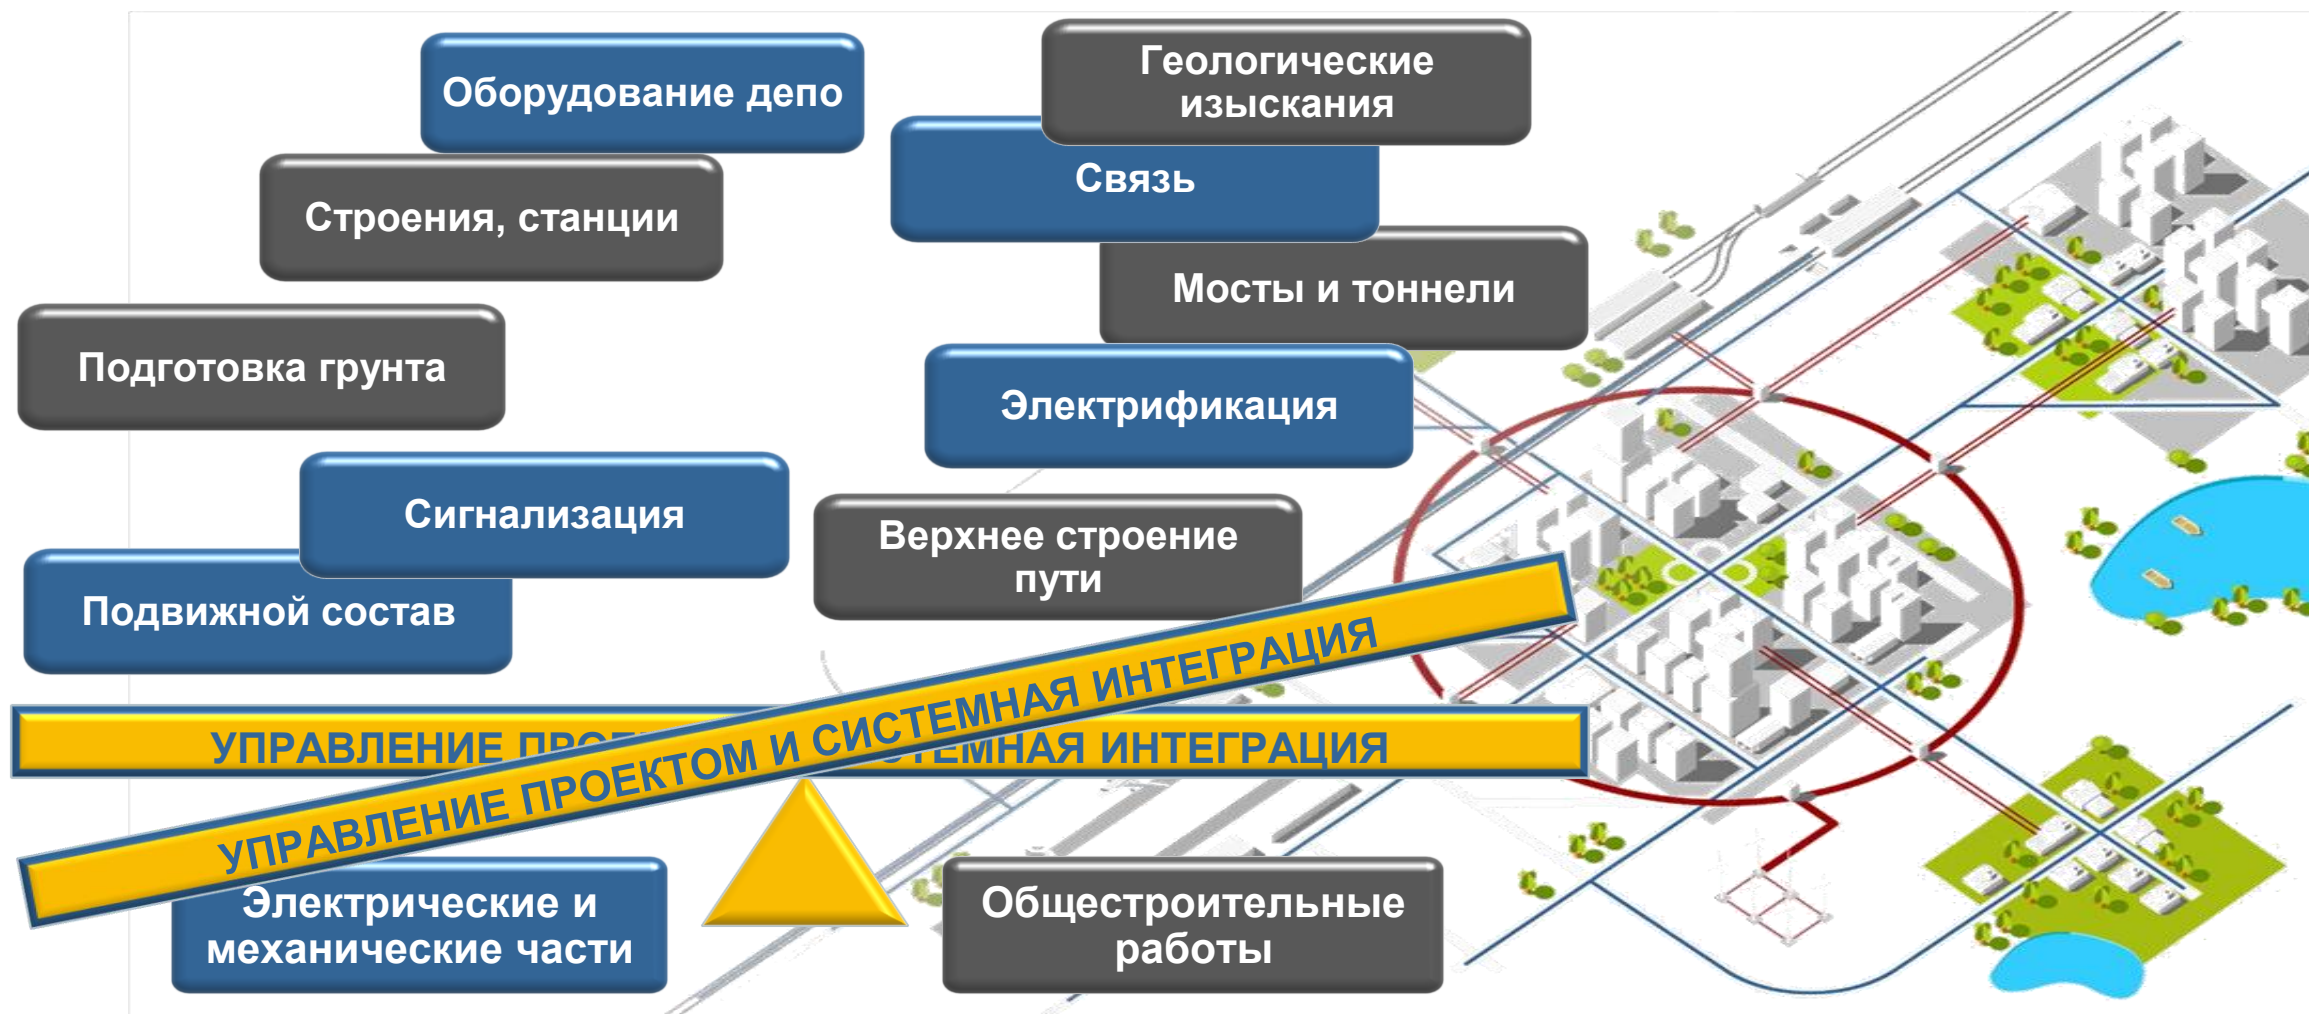 Оборудование депо
Геологические
изыскания
Связь
Строения, станции
Мосты и тоннели
Подготовка грунта
Электрификация
Сигнализация
Верхнее строение
пути
Подвижной состав
УПРАВЛЕНИЕ ПРОЕКТОМ И СИСТЕМНАЯ ИНТЕГРАЦИЯ
УПРАВЛЕНИЕ ИНТЕГРАЦИЯ
Электрические и
механические части
Общестроительные
работы